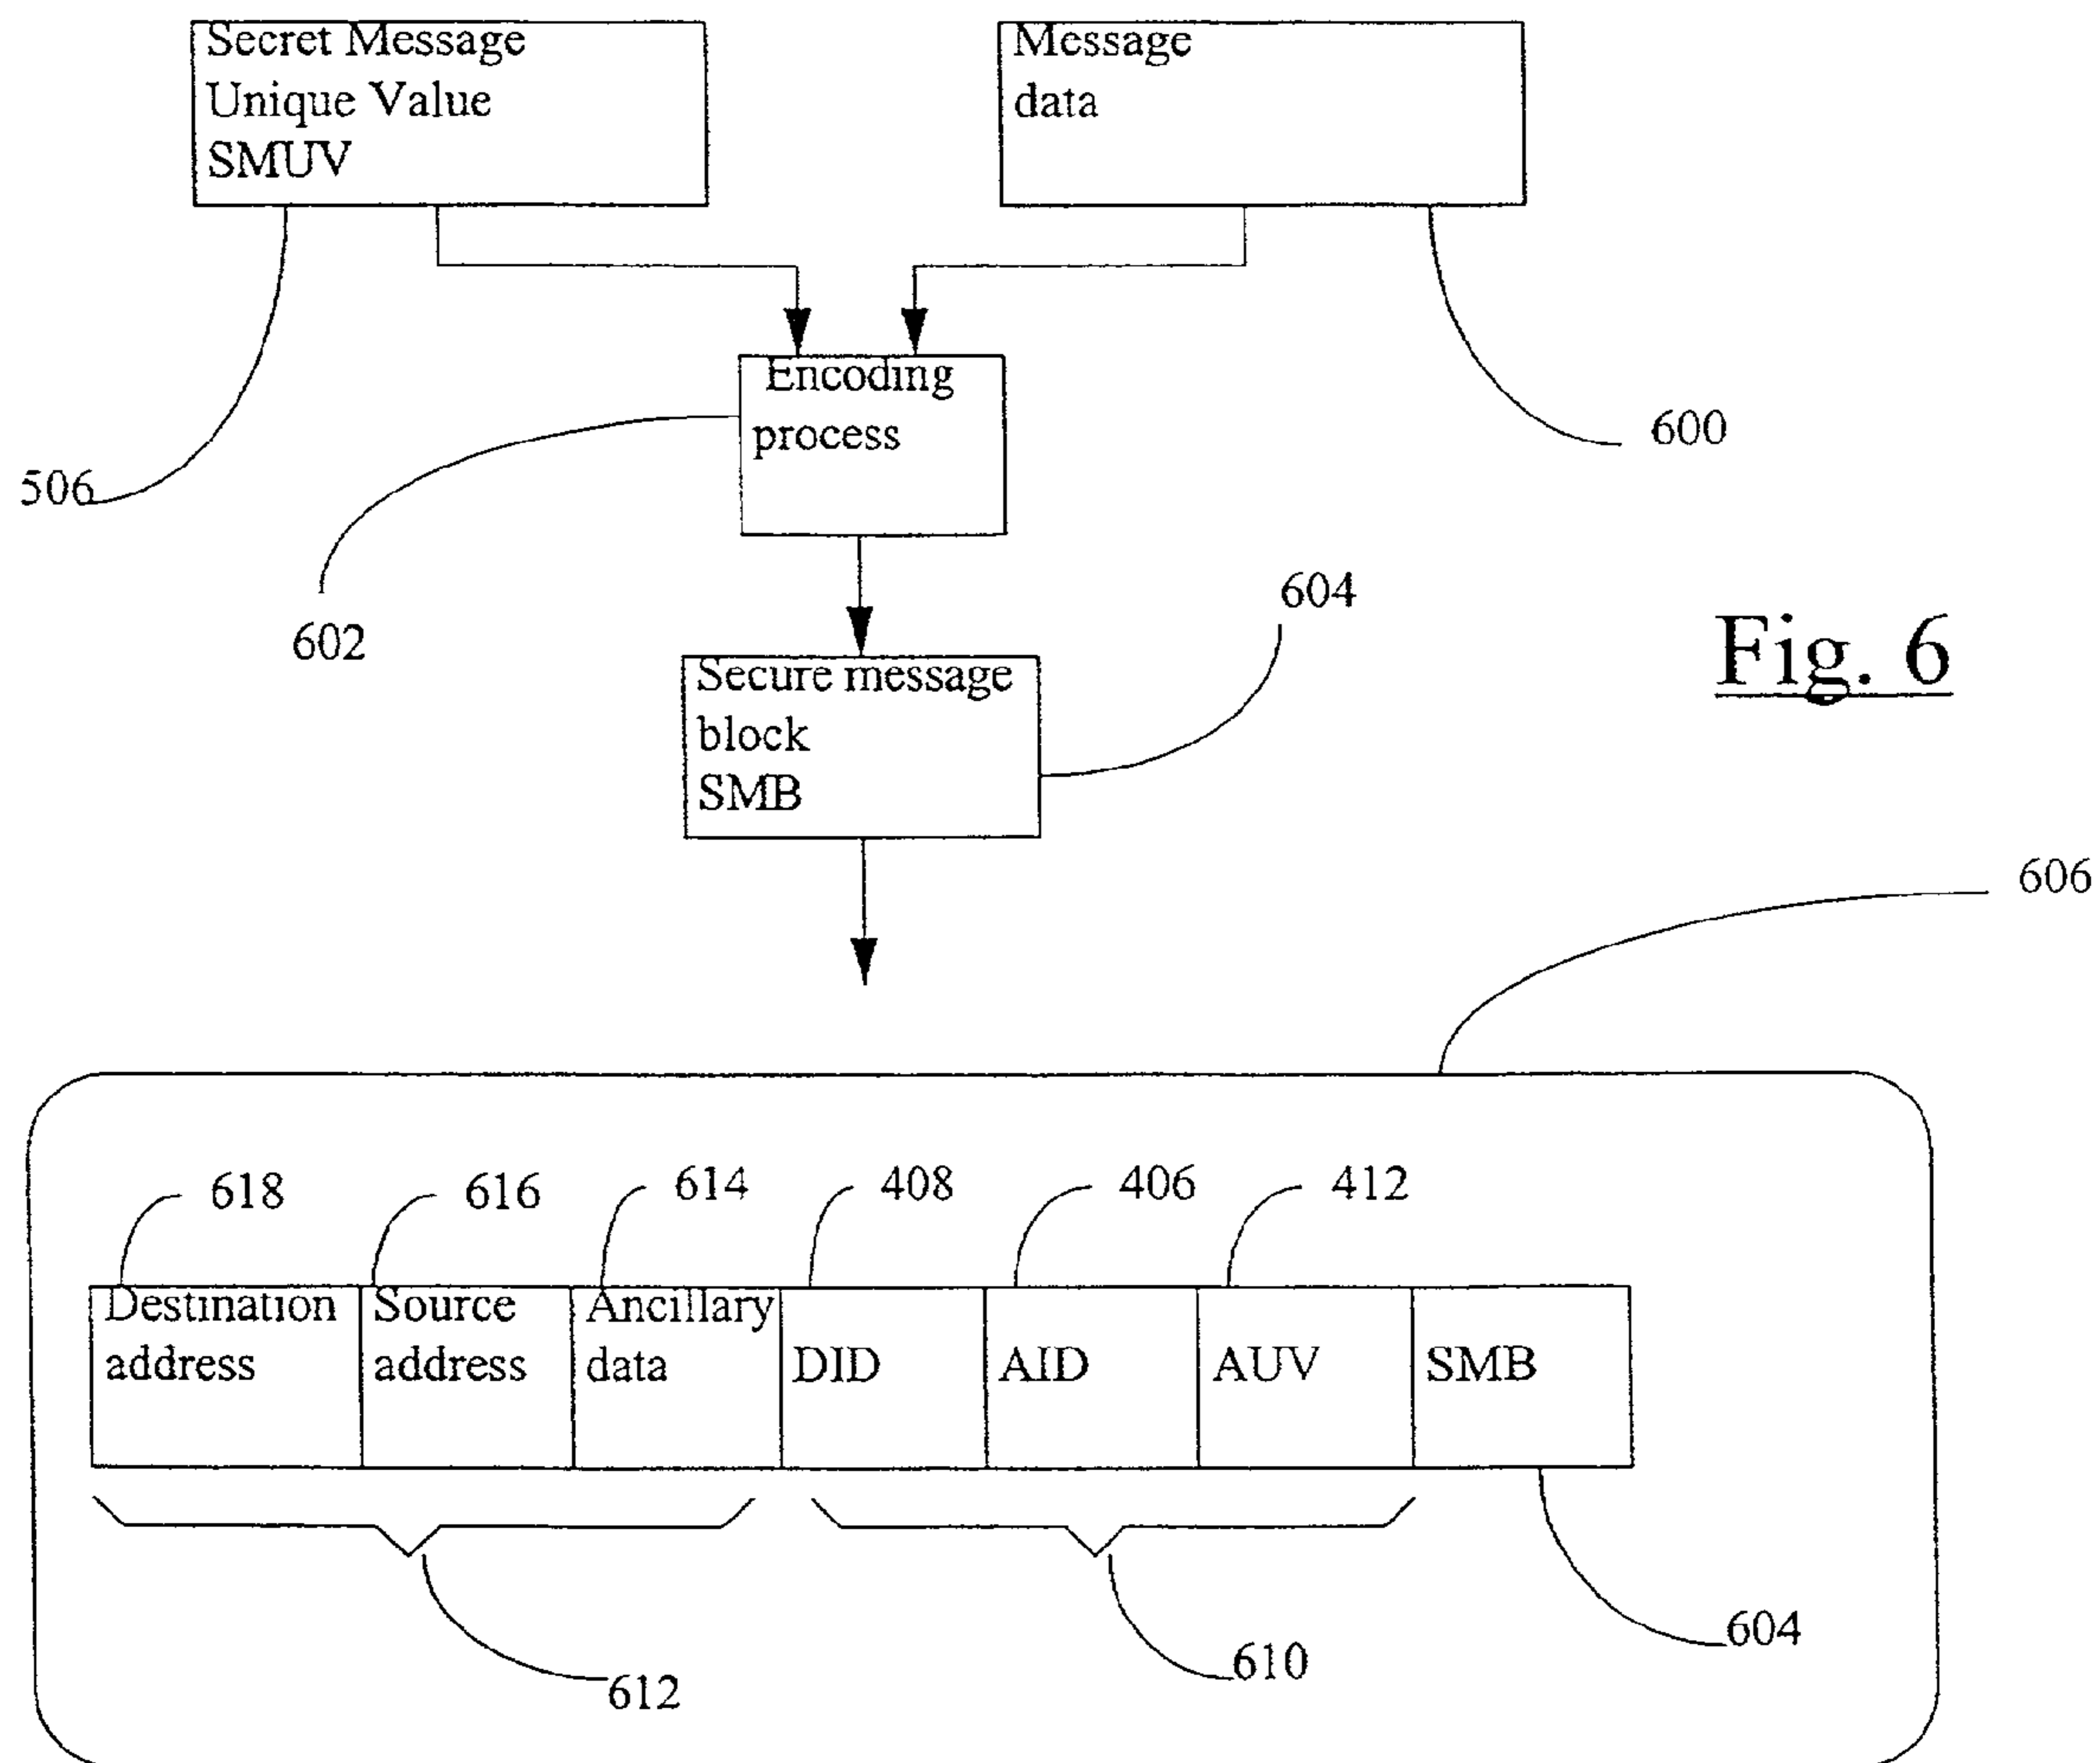 Secret Message
Unique Value
SMUV
Message
data
Encoding
process
600
506
602
604
Secure message
block
SMB
Fig. 6
606
618
616
614
408
406
412
Destination
address
Source
address
Ancillary
data
DID
AID
AUV
SMB
604
610
612